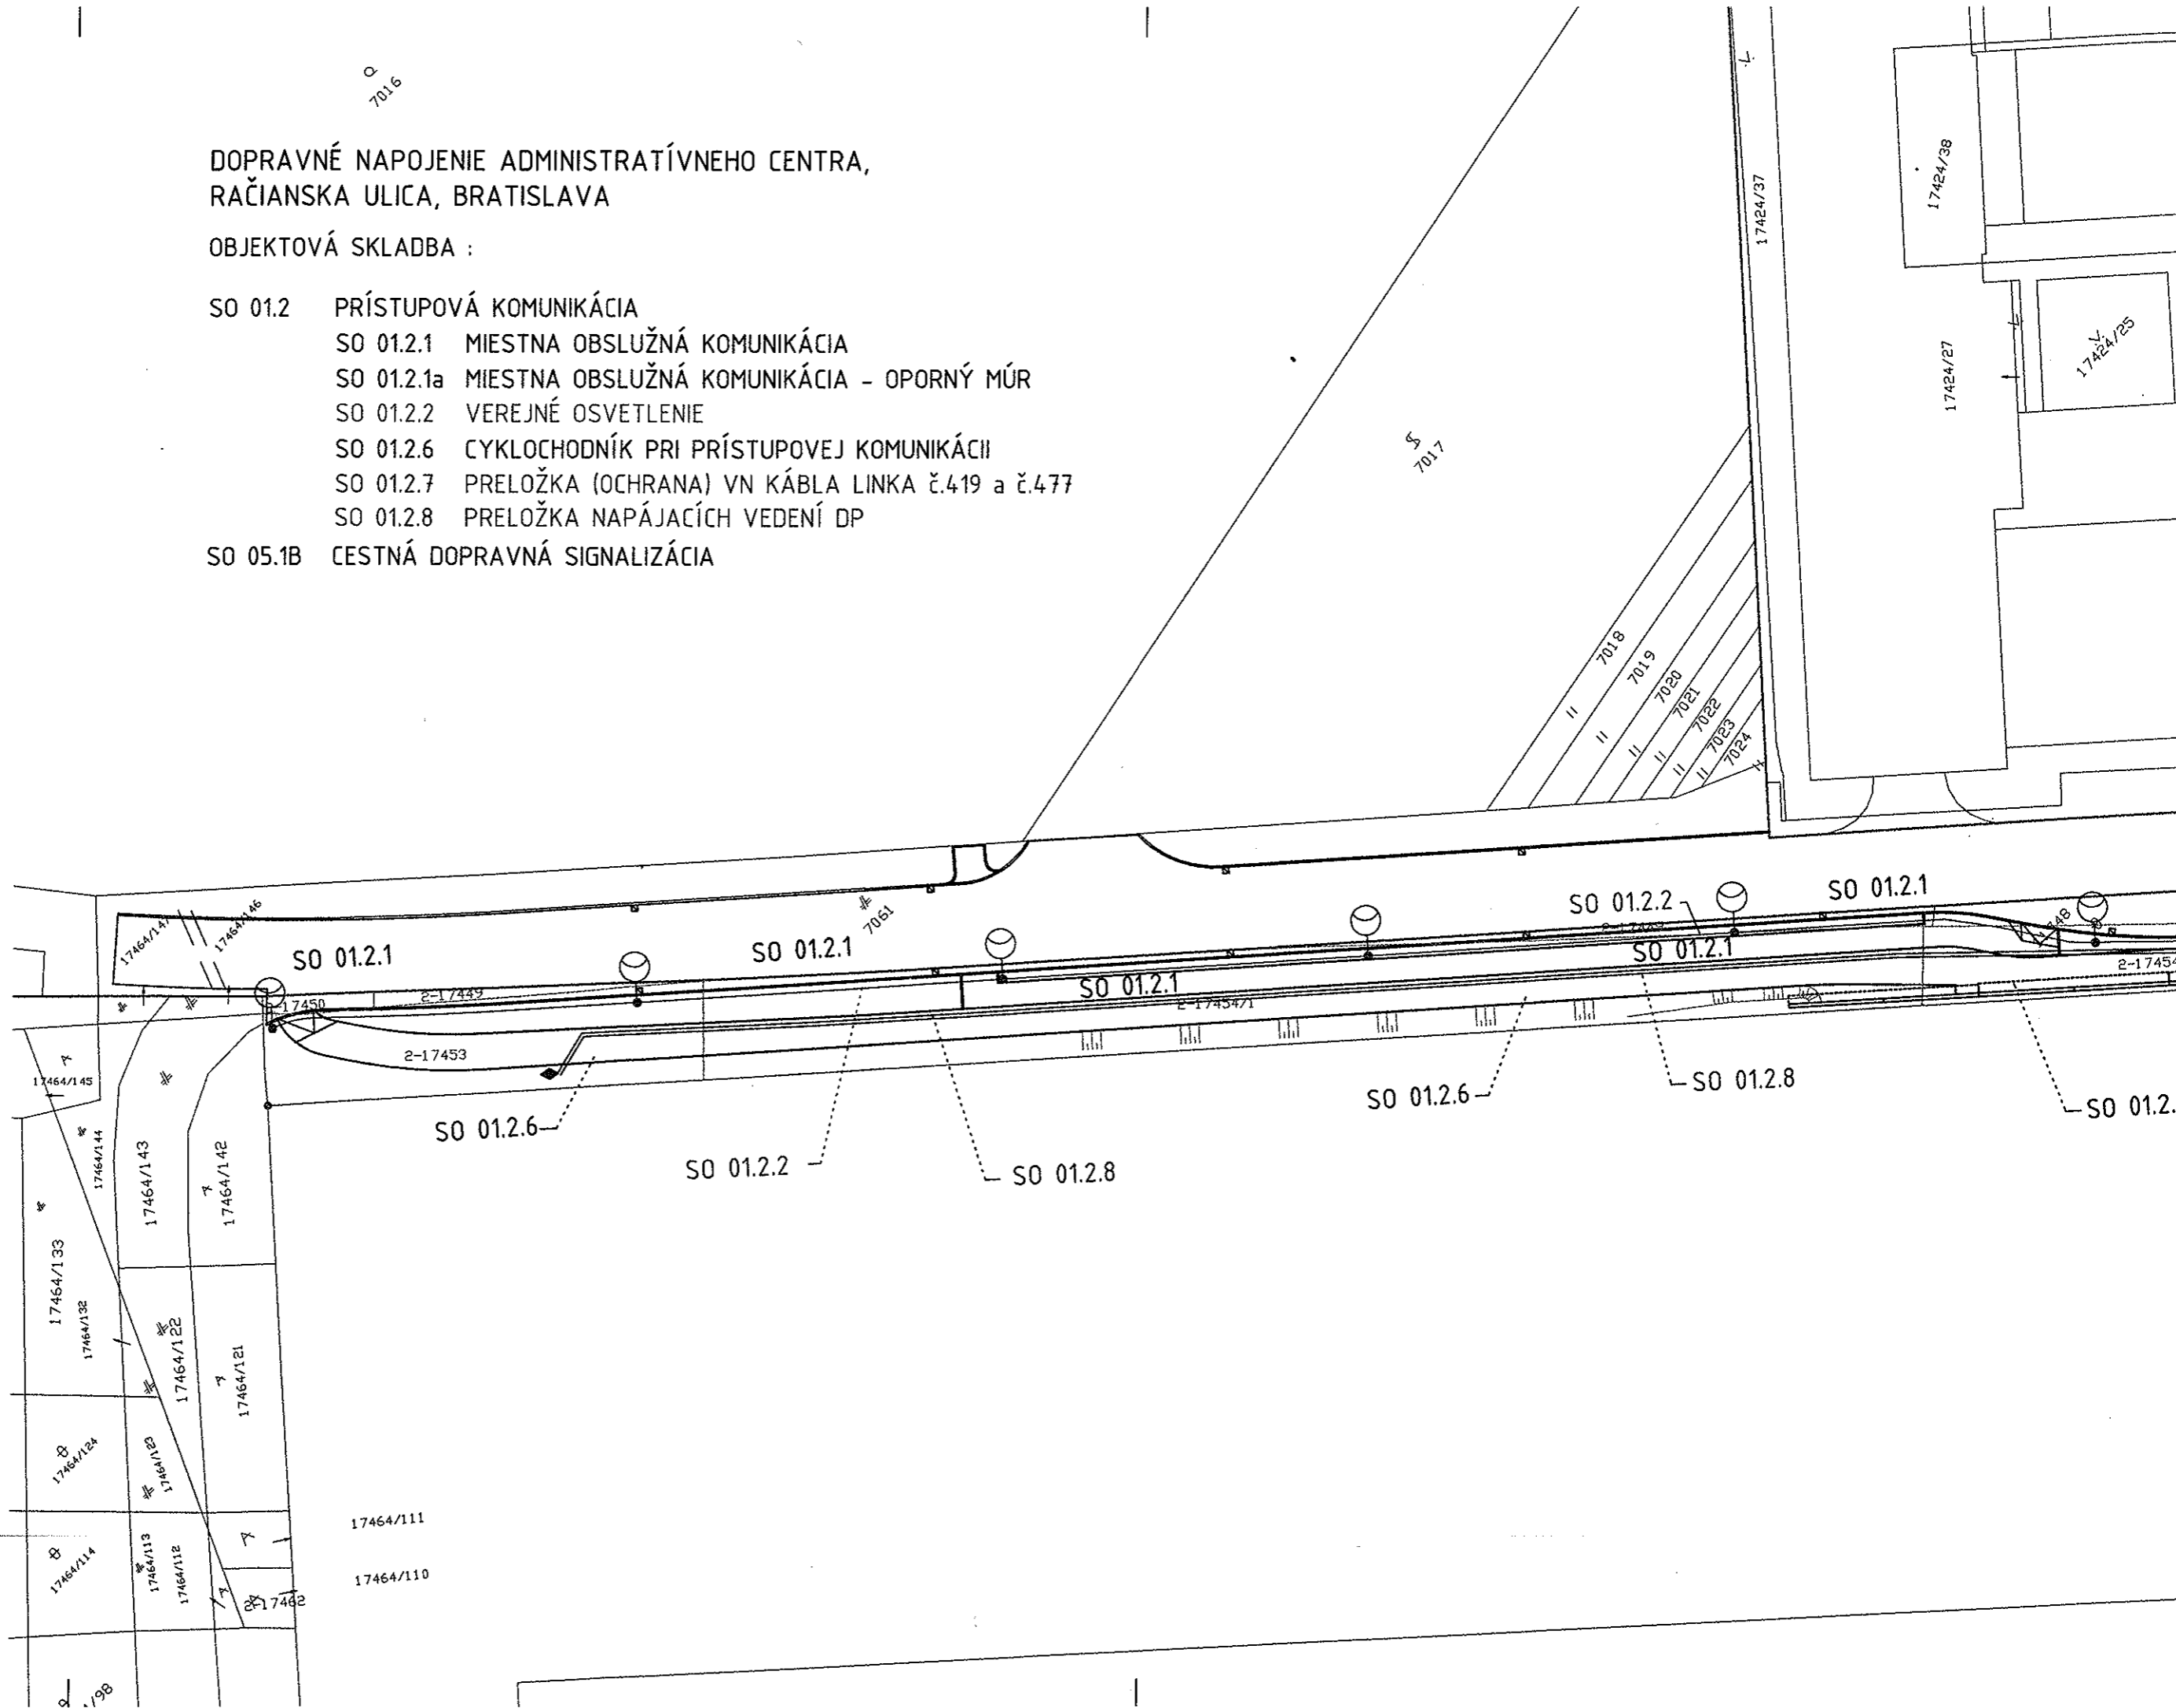 7016
DOPRAVNÉ NAPOJENIE ADMINISTRATÍVNEHO CENTRA,
RAČIANSKA ULICA, BRATISLAVA
OBJEKTOVÁ SKLADBA :
SO 01.2 PRÍSTUPOVÁ KOMUNIKÁCIA
SO 01.2.1 MIESTNA OBSLUŽNÁ KOMUNIKÁCIA
SO 01.2.1a MIESTNA OBSLUŽNÁ KOMUNIKÁCIA - OPORNÝ MÚR
SO 01.2.2 VEREJNÉ OSVETLENIE
SO 01.2.6 CYKLOCHODNÍK PRI PRÍSTUPOVEJ KOMUNIKÁCII
SO 01.2.7 PRELOŽKA (OCHRANA) VN KÁBLA LINKA č.419 a č.477
SO 01.2.8 PRELOŽKA NAPÁJACÍCH VEDENÍ DP
SO 05.1B CESTNÁ DOPRAVNÁ SIGNALIZÁCIA
17424/38
17424/37
17424/25
17424/27
7017
7018
7019
7020
7021
7022
7023
7024
SO 01.2.1
SO 01.2.2
7061
17464/147
17464/146
SO 01.2.1
SO 01.2.1
SO 01.2.1
SO 01.2.1
2-17449
17450
2-17454
2-17454/1
2-17453
17464/145
SO 01.2.6
SO 01.2.2
SO 01.2.8
SO 01.2.6
SO 01.2.8
SO 01.2.
17464/144
17464/143
17464/142
17464/133
17464/132
17464/122
17464/121
17464/124
17464/123
17464/111
17464/114
17464/113
17464/112
17464/110
2-17462
/98